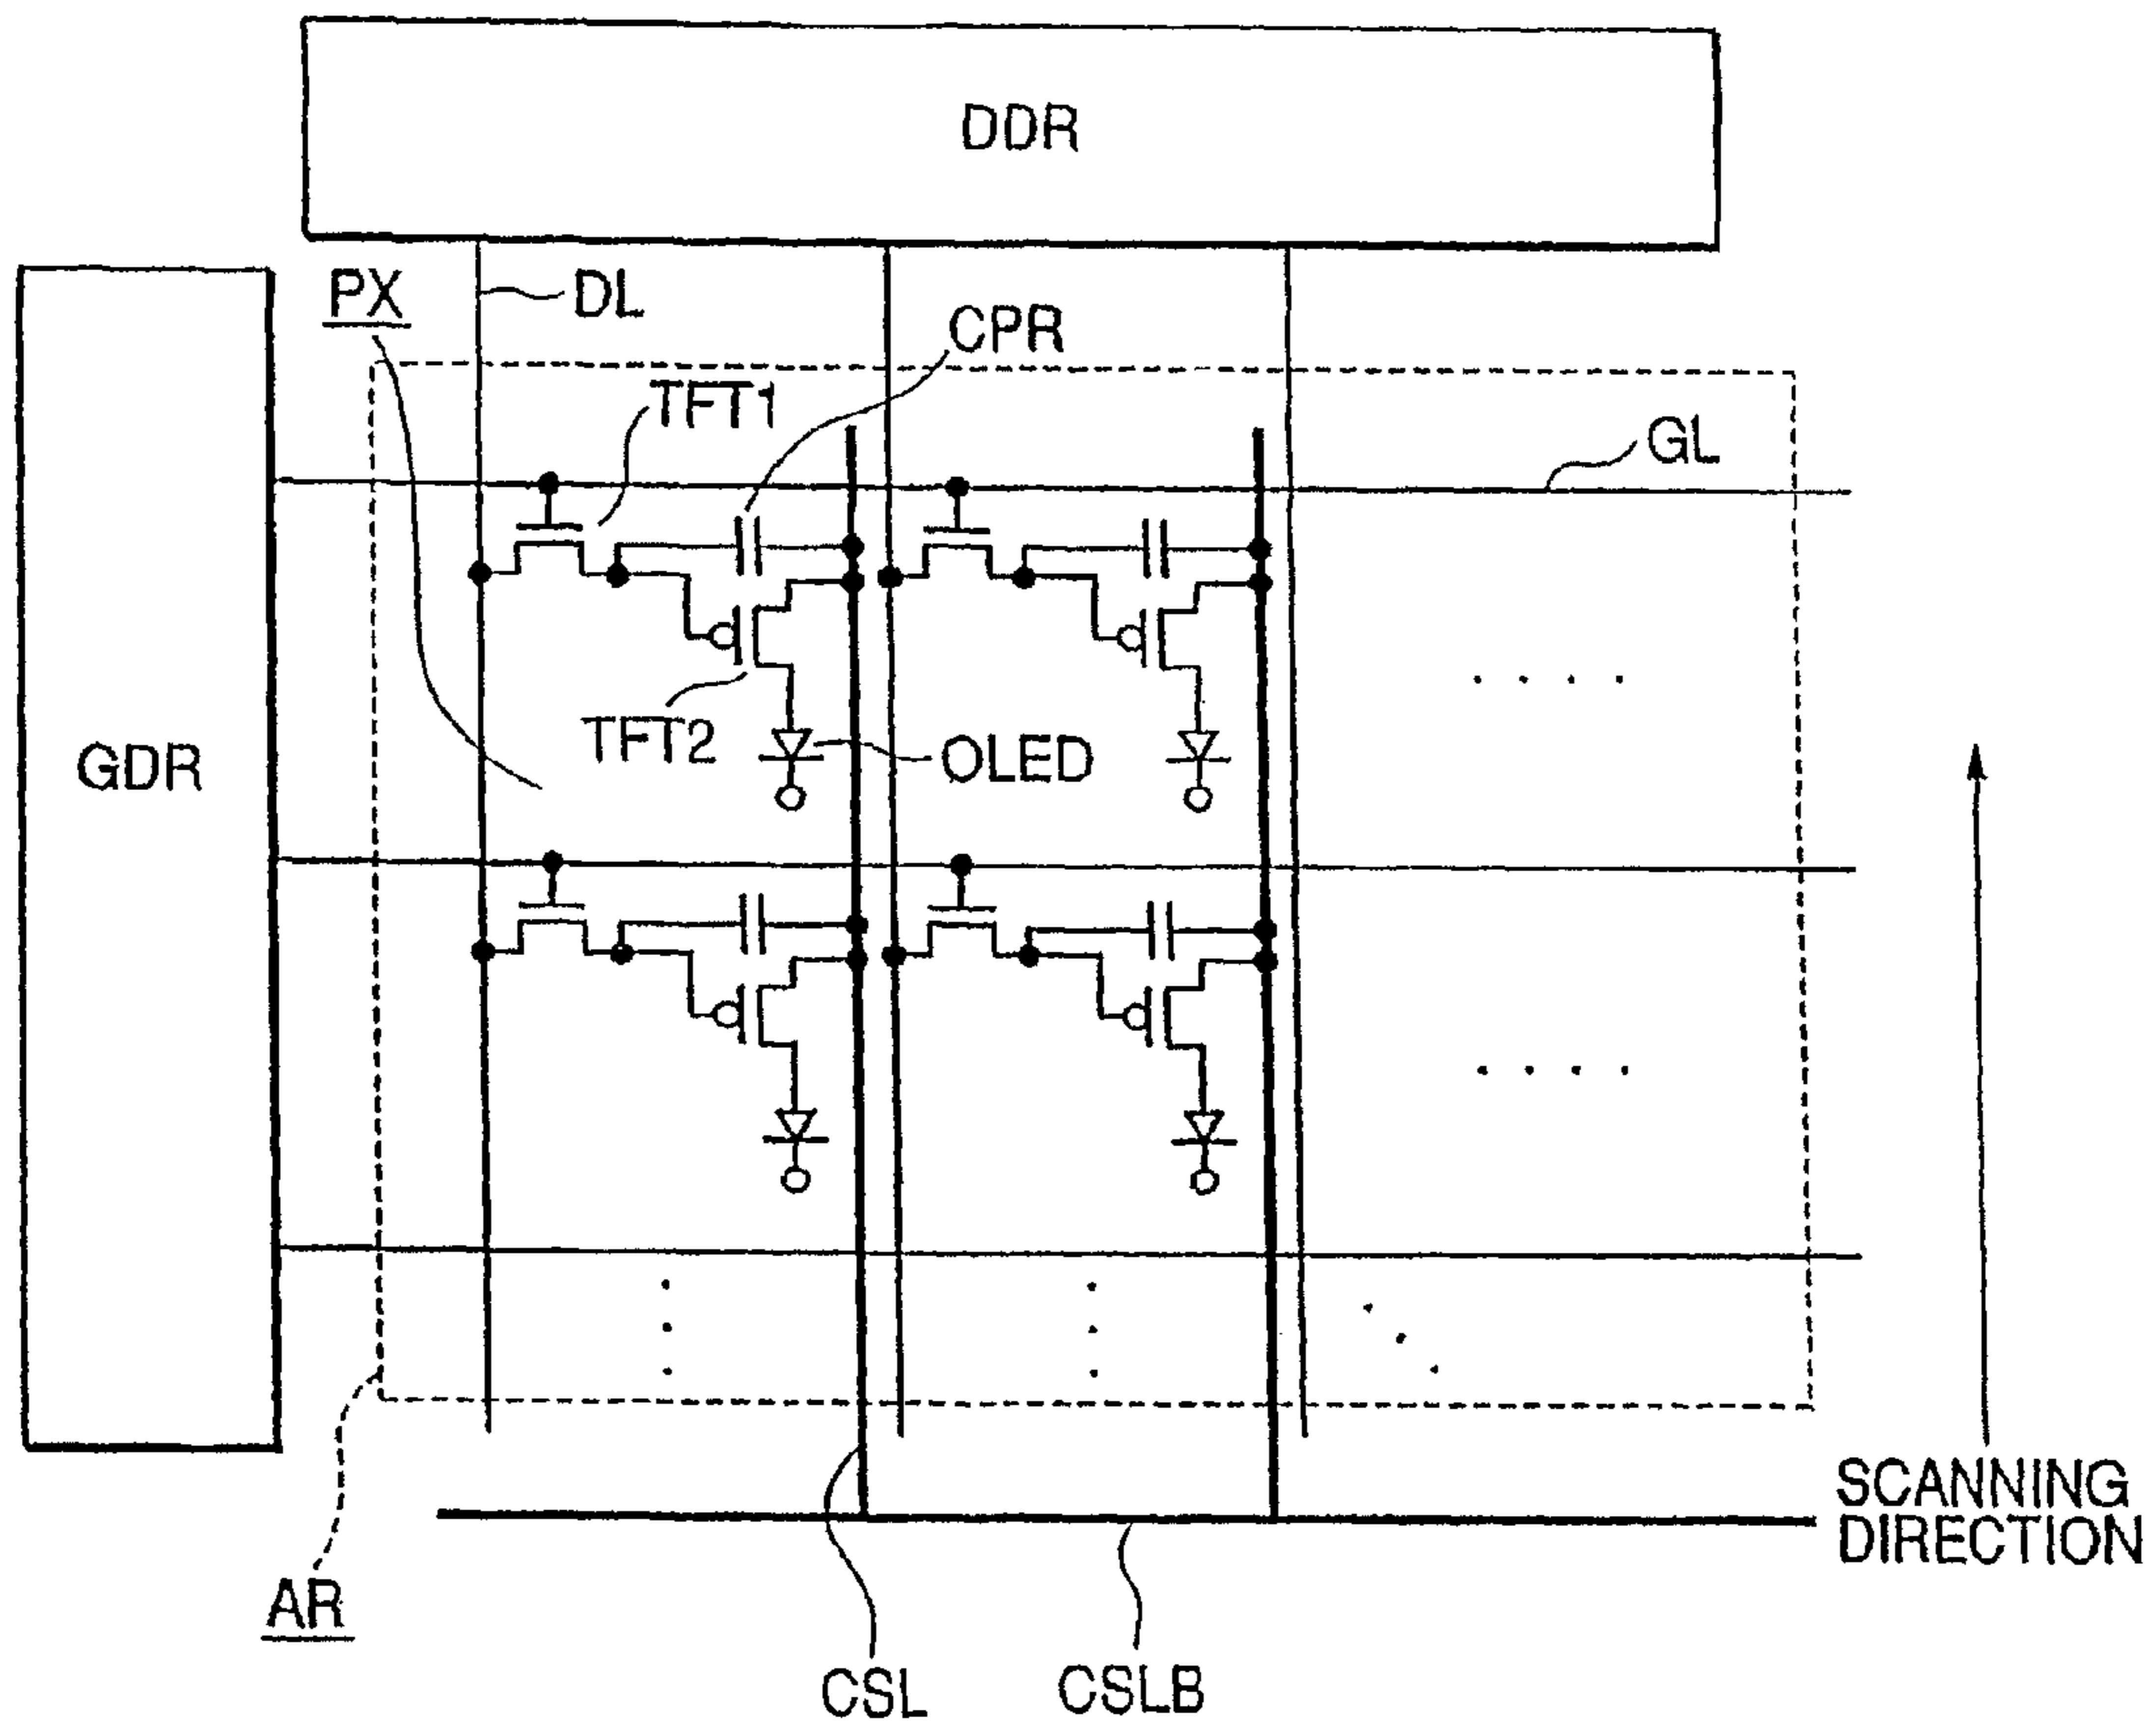 DDR
PX
DL
CPR
TFT1
GL
GDR
TFT2
OLED
SCANNING
DIRECTION
AR
CSL
CSLB